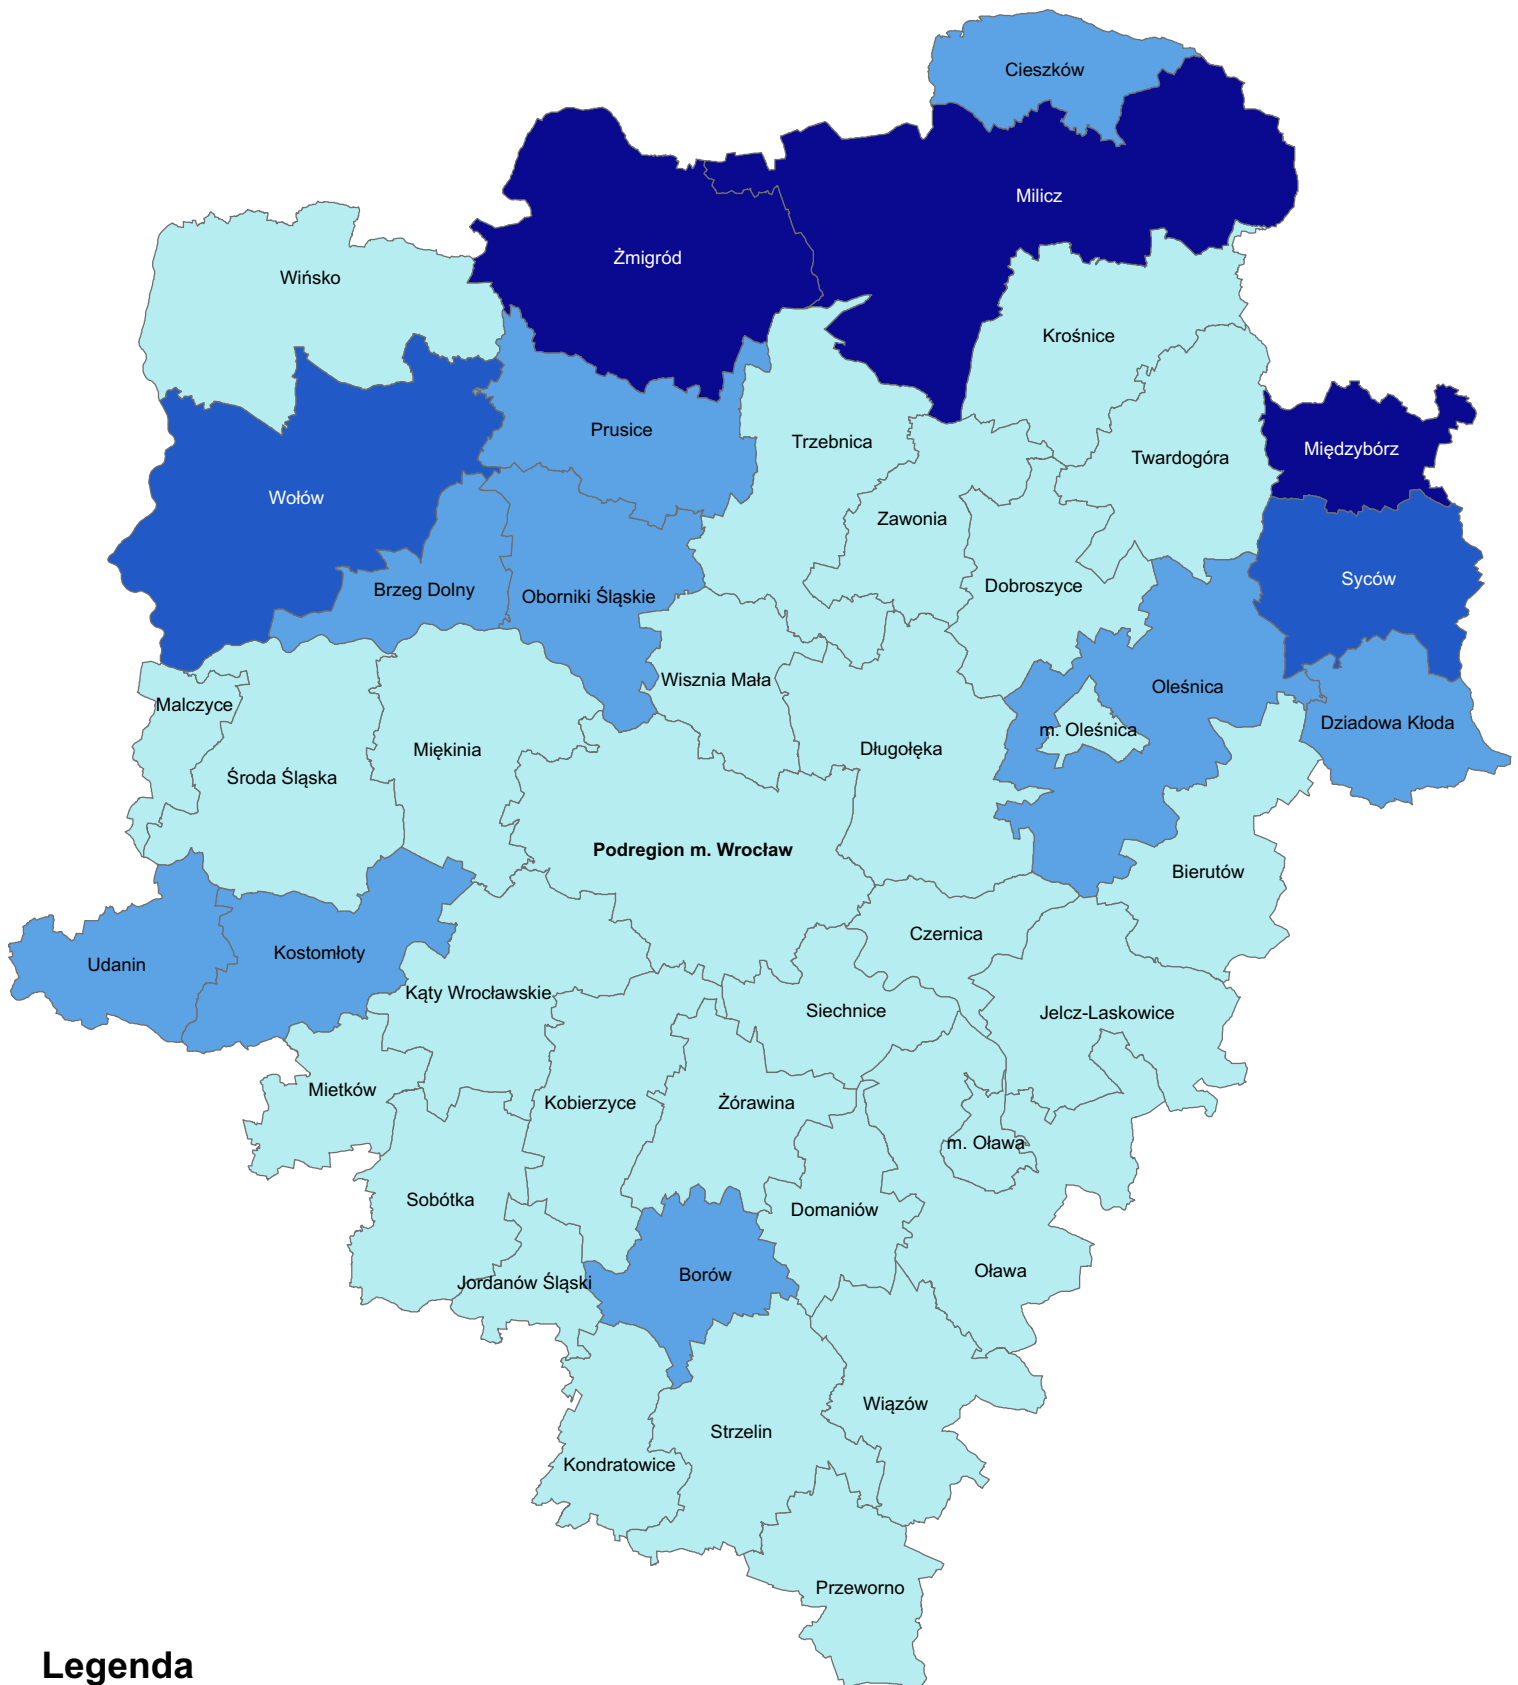 Cieszków
Milicz
Żmigród
Wińsko
Krośnice
Prusice
Trzebnica
Międzybórz
Twardogóra
Wołów
Zawonia
Syców
Dobroszyce
Brzeg Dolny
Oborniki Śląskie
Wisznia Mała
Oleśnica
Malczyce
Dziadowa Kłoda
m. Oleśnica
Miękinia
Długołęka
Środa Śląska
Podregion m. Wrocław
Bierutów
Czernica
Kostomłoty
Udanin
Kąty Wrocławskie
Siechnice
Jelcz-Laskowice
Mietków
Kobierzyce
Żórawina
m. Oława
Sobótka
Domaniów
Oława
Borów
Jordanów Śląski
Wiązów
Strzelin
Kondratowice
Przeworno
Legenda